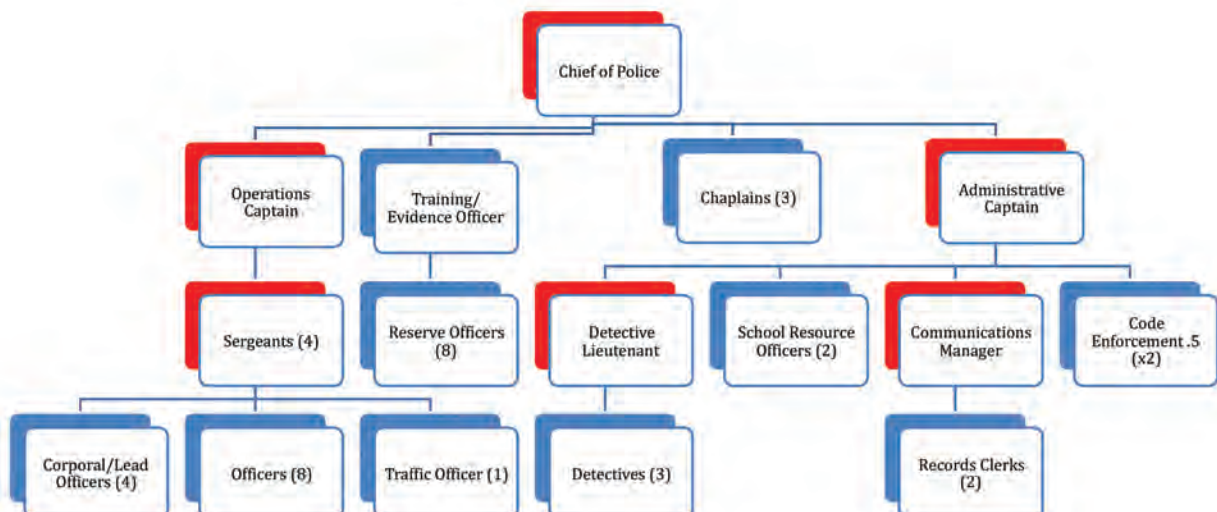 Chief of Police
Operations
Captain
Training/
Evidence Officer
Chaplains (3)
Administrative
Captain
Sergeants (4)
Reserve Officers
(8)
Detective
Lieutenant
School Resource
Officers (2)
Communications
Manager
Code
Enforcement .5
(x2)
Corporal/Lead
Officers (4)
Officers (8)
Traffic Officer (1)
Detectives (3)
Records Clerks
(2)